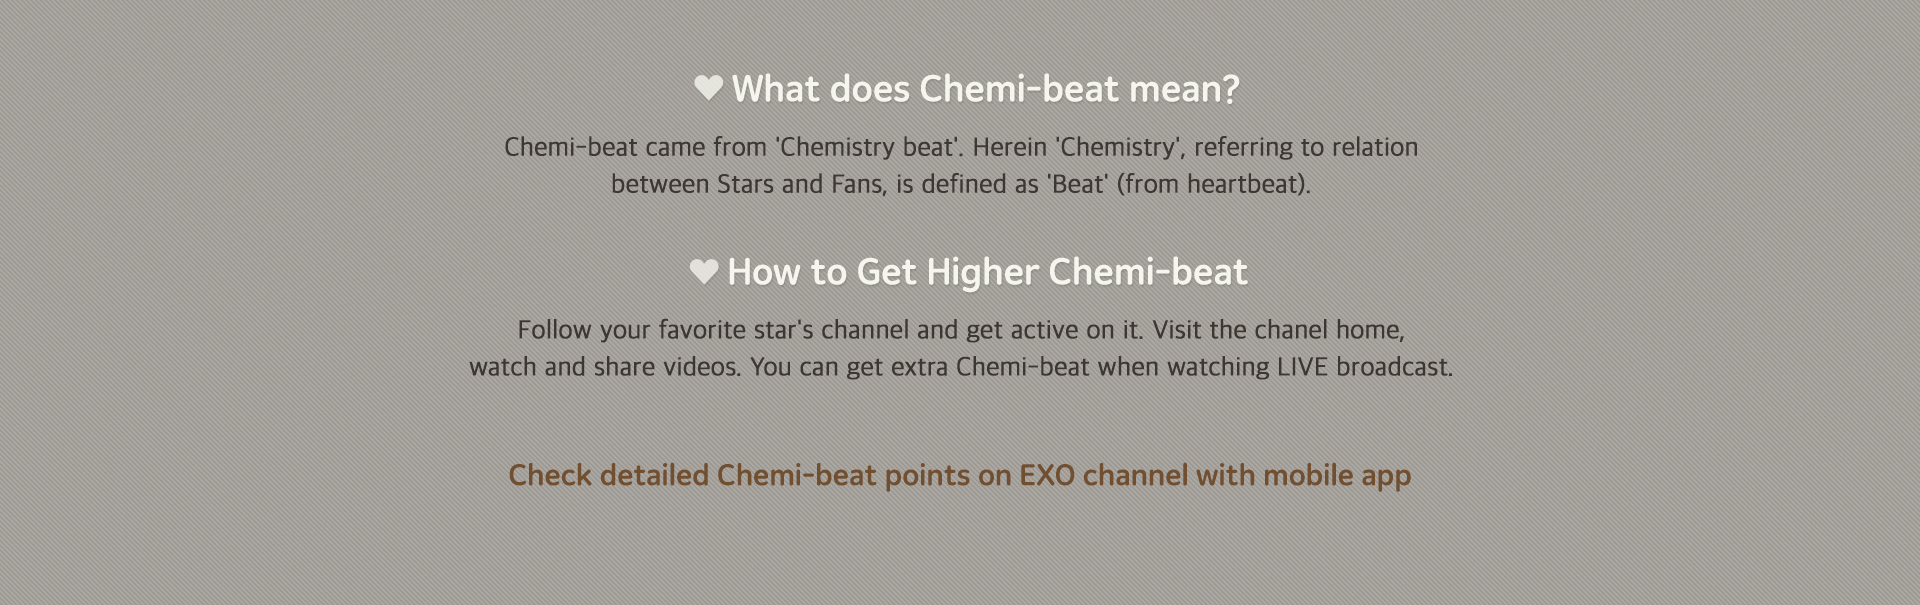 What does Chemi-beat mean?
Chemi-beat came from 'Chemistry beat'. Herein 'Chemistry', referring to relation
between Stars and Fans, is defined as 'Beat' (from heartbeat).
How to Get Higher Chemi-beat
Follow your favorite star's channel and get active on it. Visit the chanel home,
watch and share videos. You can get extra Chemi-beat when watching LIVE broadcast.
Check detailed Chemi-beat points on EXO channel with mobile app